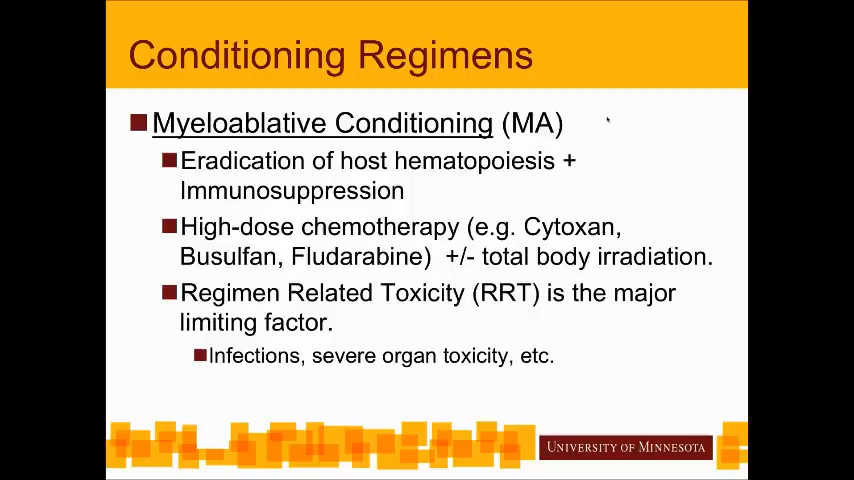 Conditioning Regimens
Myeloablative Conditioning (MA)
Eradication of host hematopoiesis +
Immunosuppression
High-dose chemotherapy (e.g. Cytoxan,
Busulfan, Fludarabine) +/- total body irradiation.
Regimen Related Toxicity (RRT) is the major
limiting factor.
Infections, severe organ toxicity, etc.
UNIVERSITY OF MINNESOTA